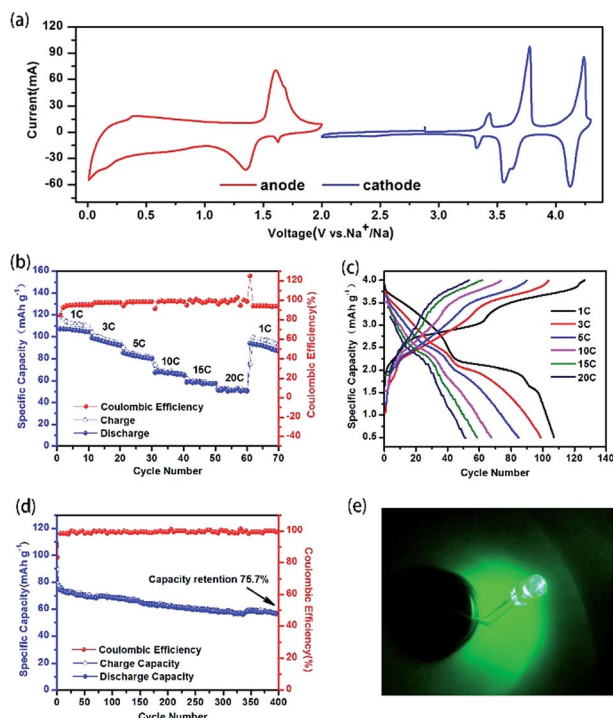 (a)
120
90
60
30
0
-30
-60
Current(mA)
anode
cathode
0.0 0.5 1.0 1.5 2.0 2.5 3.0 3.5 4.0
Voltage(V vs.Na+/Na)
(b)
160
140
120
100
80
60
40
20
0
Specific Capacity (mAh g-1)
1C
3C
5C
10C
15C
20C
1C
Coulombic Efficiency
Charge
Discharge
120
100
80
60
40
20
0
-20
-40
Coulombic Efficiency(%)
0 10 20 30 40 50 60 70
Cycle Number
(c)
4.0
3.5
3.0
2.5
2.0
1.5
1.0
0.5
1C
3C
5C
10C
15C
20C
0 20 40 60 80 100 120 140
Cycle Number
(d)
120
100
80
60
40
20
0
Specific Capacity(mAh g-1)
Capacity retention 75.7%
Coulombic Efficiency
Charge Capacity
Discharge Capacity
100
80
60
40
20
0
Coulombic Efficiency(%)
0 50 100 150 200 250 300 350 400
Cycle Number
(e)